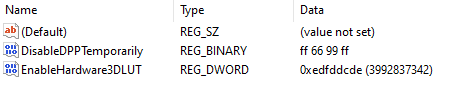 Name Type Data
(Default) REG_SZ (value not set)
DisableDPPTemporarily REG_BINARY ff 66 99 ff
EnableHardware3DLUT REG_DWORD 0xedfddcde (3992837342)